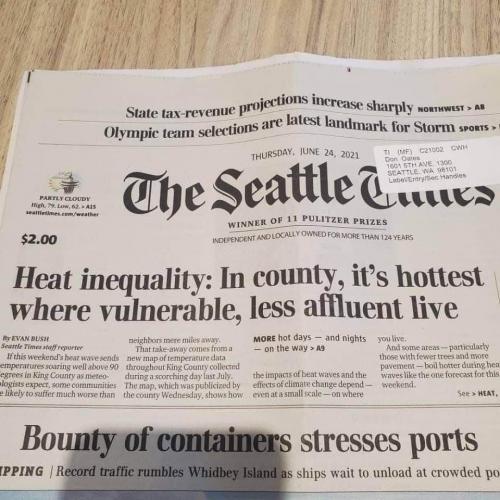 State tax-revenue projections increase sharply NORTHWEST > A8
Olympic team selections are latest landmark for Storm SPORTS >
TI (MF) C21002 CWH
Don Oates
1601 5TH AVE, 1300
SEATTLE, WA 98101
Label/Entry/Sec Handles
THURSDAY, JUNE 24, 2021
The Seattle Times
WINNER OF 11 PULITZER PRIZES
INDEPENDENT AND LOCALLY OWNED FOR MORE THAN 124 YEARS
PARTLY CLOUDY
High, 79. Low, 62. > A15
seattletimes.com/weather
$2.00
Heat inequality: In county, it's hottest
where vulnerable, less affluent live
By EVAN BUSH
Seattle Times staff reporter
If this weekend's heat wave sends
temperatures soaring well above 90
degrees in King County as meteo-
ologists expect, some communities
e likely to suffer much worse than
neighbors mere miles away.
That take-away comes from a
new map of temperature data
throughout King County collected
during a scorching day last July.
The map, which was publicized by
the county Wednesday, shows how
MORE hot days — and nights
— on the way > A9
the impacts of heat waves and the
effects of climate change depend —
even at a small scale — on where
you live.
And some areas — particularly
those with fewer trees and more
pavement — boil hotter during hea
waves like the one forecast for this
weekend.
See > HEAT,
Bounty of containers stresses ports
IPPING | Record traffic rumbles Whidbey Island as ships wait to unload at crowded po